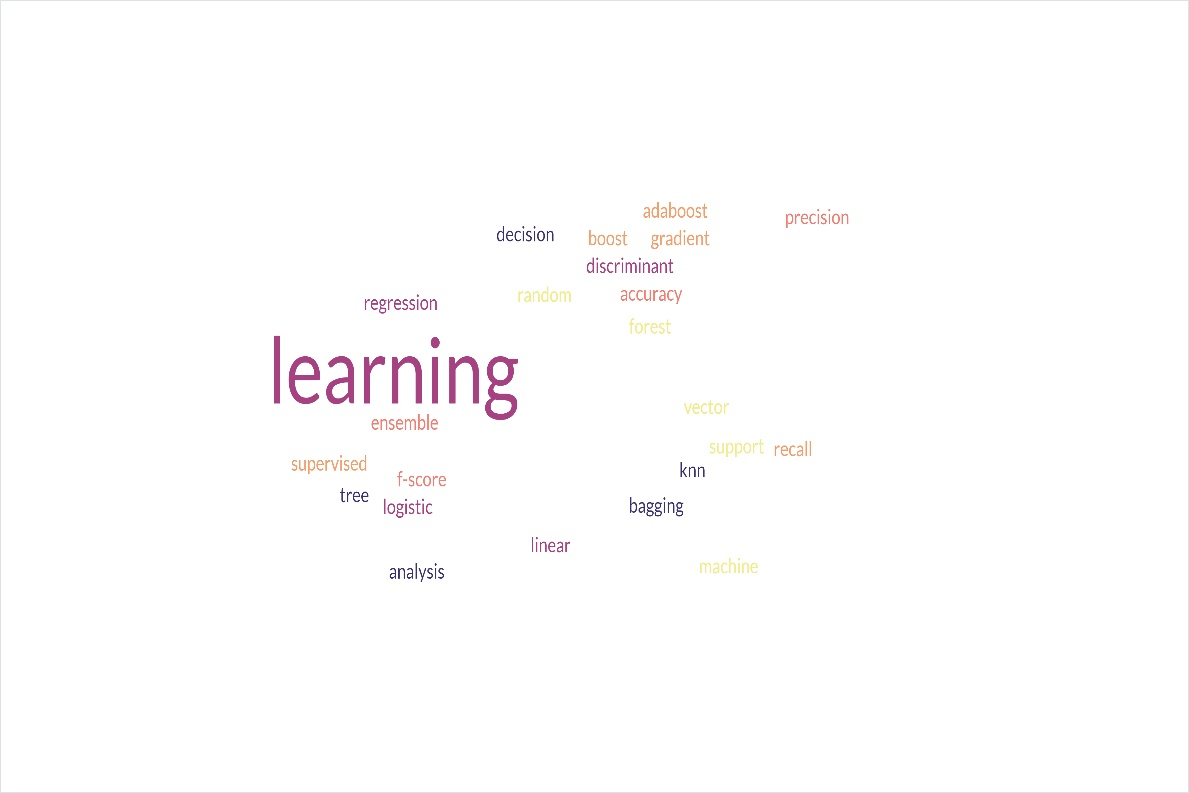 adaboost
precision
decision
boost gradient
discriminant
random
accuracy
regression
forest
learning
vector
ensemble
support recall
supervised
knn
f-score
tree
logistic
bagging
linear
machine
analysis